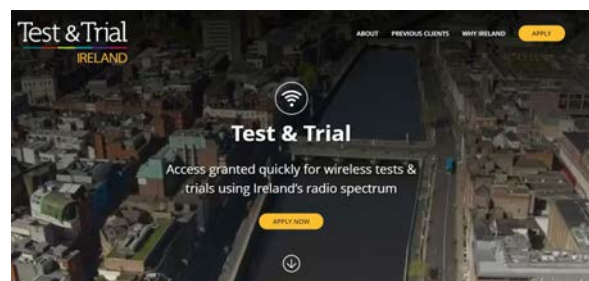 Test & Trial
IRELAND
ABOUT PREVIOUS CLIENTS WHY IRELAND APPLY
Test & Trial
Access granted quickly for wireless tests &
trials using Ireland's radio spectrum
APPLY NOW